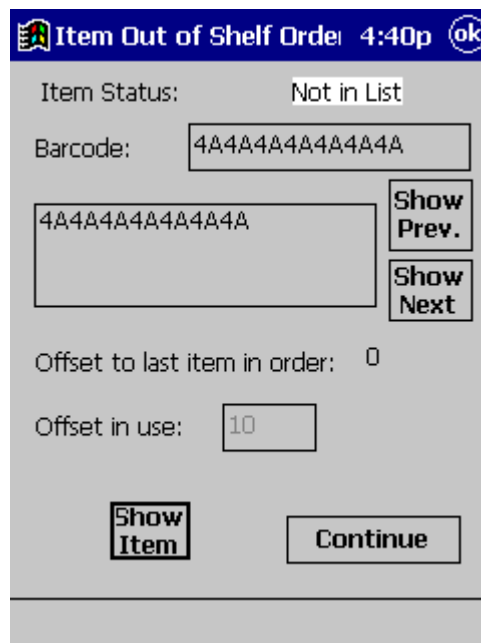 Item Out of Shelf Order 4:40p ok
Item Status: Not in List
Barcode: 4A4A4A4A4A4A4A
4A4A4A4A4A4A4A
Show
Prev.
Show
Next
Offset to last item in order: 0
Offset in use: 10
Show
Item
Continue